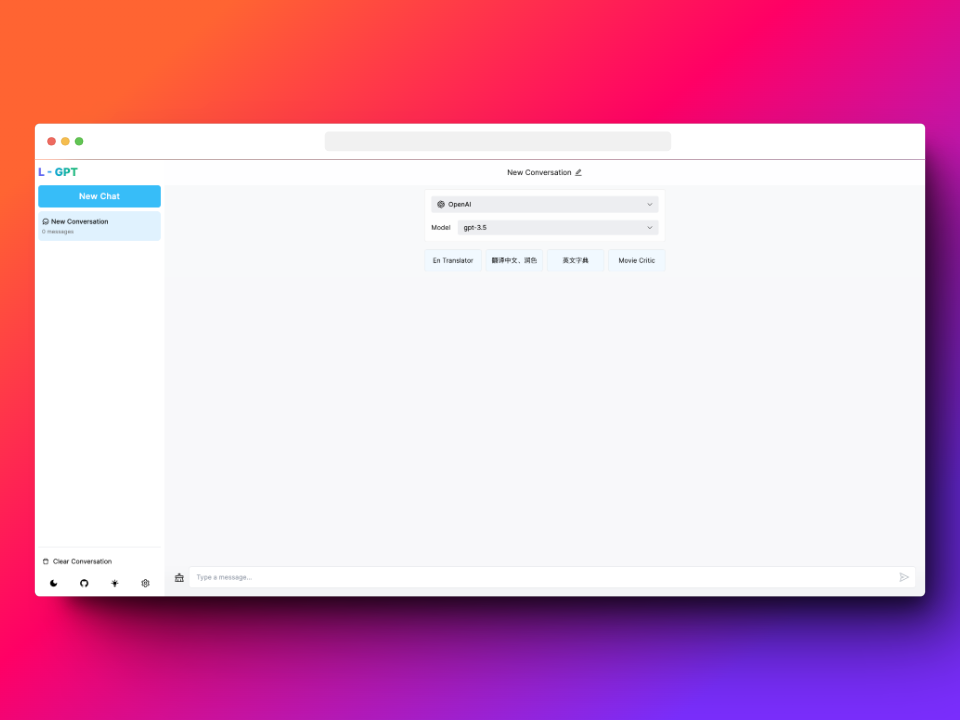 L - GPT
New Chat
New Conversation
0 messages
Clear Conversation
New Conversation
OpenAI
Model gpt-3.5
En Translator 翻译中文，润色 英文字典 Movie Critic
Type a message...